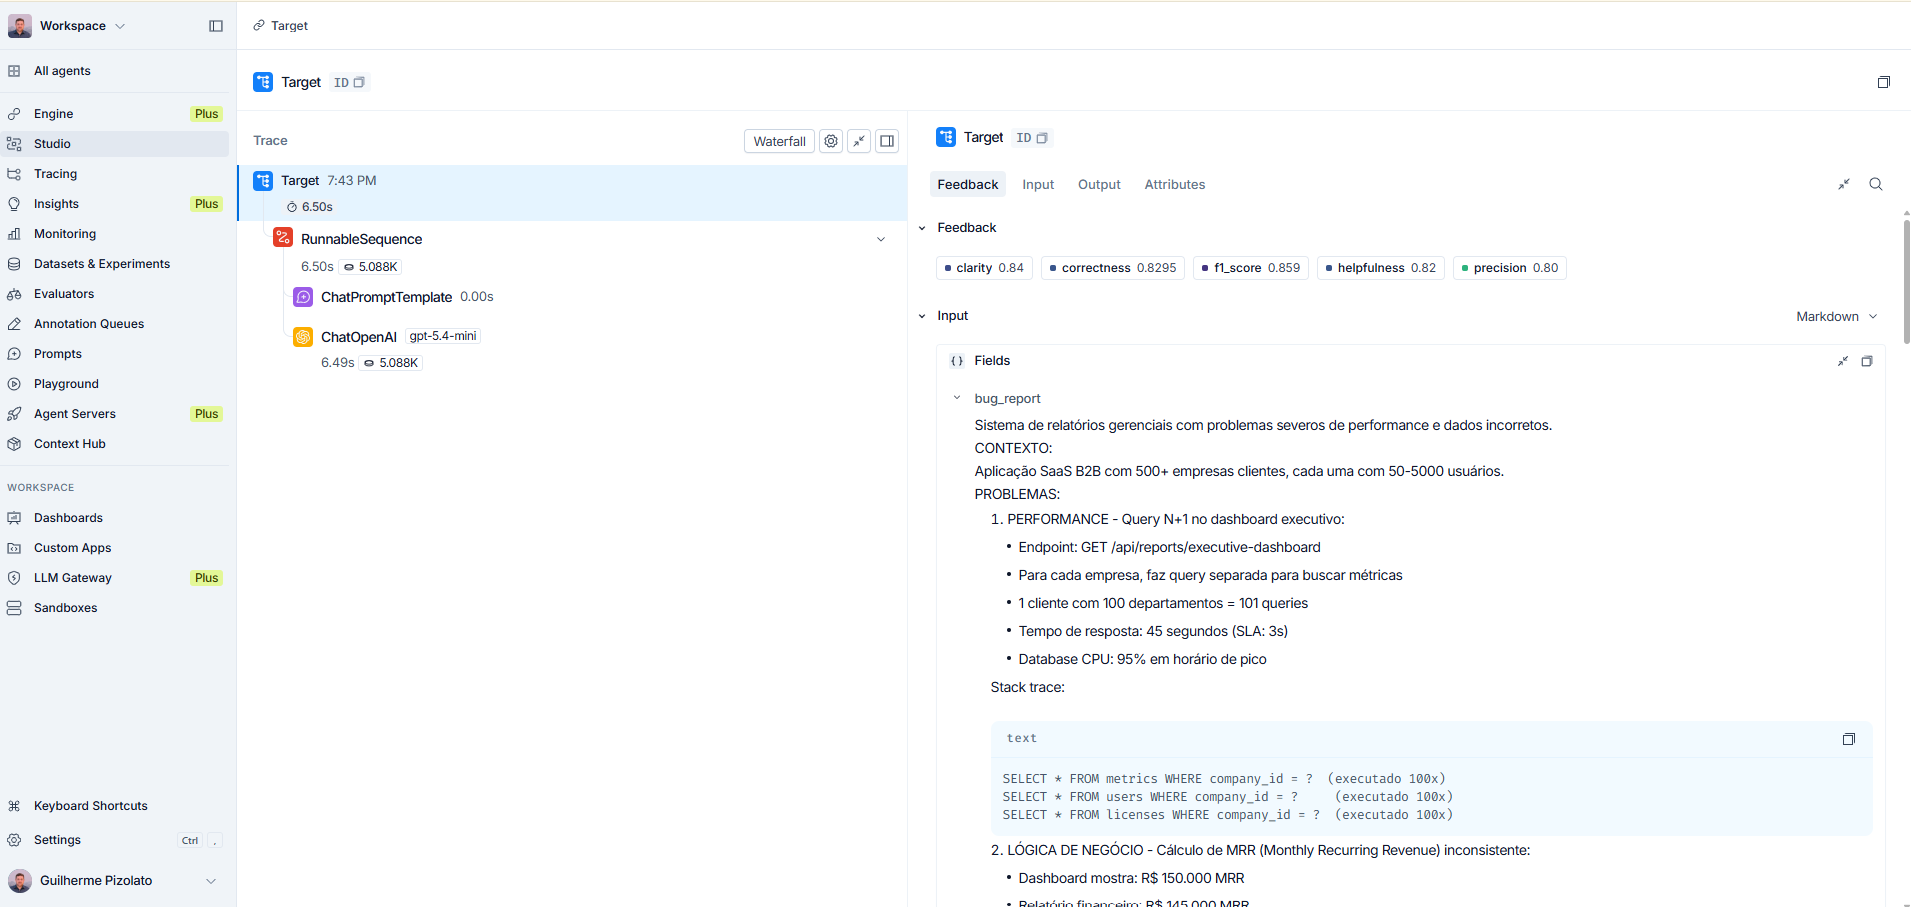 Workspace
All agents
Engine Plus
Studio
Tracing
Insights Plus
Monitoring
Datasets & Experiments
Evaluators
Annotation Queues
Prompts
Playground
Agent Servers Plus
Context Hub
WORKSPACE
Dashboards
Custom Apps
LLM Gateway Plus
Sandboxes
Keyboard Shortcuts
Settings Ctrl .
Guilherme Pizolato
Target
Target ID
Trace
Waterfall
Target 7:43 PM
6.50s
RunnableSequence
6.50s 5.088K
ChatPromptTemplate 0.00s
ChatOpenAI gpt-5.4-mini
6.49s 5.088K
Target ID
Feedback Input Output Attributes
Feedback
clarity 0.84 correctness 0.8295 f1_score 0.859 helpfulness 0.82 precision 0.80
Input
Markdown
{} Fields
bug_report
Sistema de relatórios gerenciais com problemas severos de performance e dados incorretos.
CONTEXTO:
Aplicação SaaS B2B com 500+ empresas clientes, cada uma com 50-5000 usuários.
PROBLEMAS:
1. PERFORMANCE - Query N+1 no dashboard executivo:
• Endpoint: GET /api/reports/executive-dashboard
• Para cada empresa, faz query separada para buscar métricas
• 1 cliente com 100 departamentos = 101 queries
• Tempo de resposta: 45 segundos (SLA: 3s)
• Database CPU: 95% em horário de pico
Stack trace:
text
SELECT * FROM metrics WHERE company_id = ? (executado 100x)
SELECT * FROM users WHERE company_id = ? (executado 100x)
SELECT * FROM licenses WHERE company_id = ? (executado 100x)
2. LÓGICA DE NEGÓCIO - Cálculo de MRR (Monthly Recurring Revenue) inconsistente:
• Dashboard mostra: R$ 150.000 MRR
• Relatório financeiro: R$ 145.000 MRR